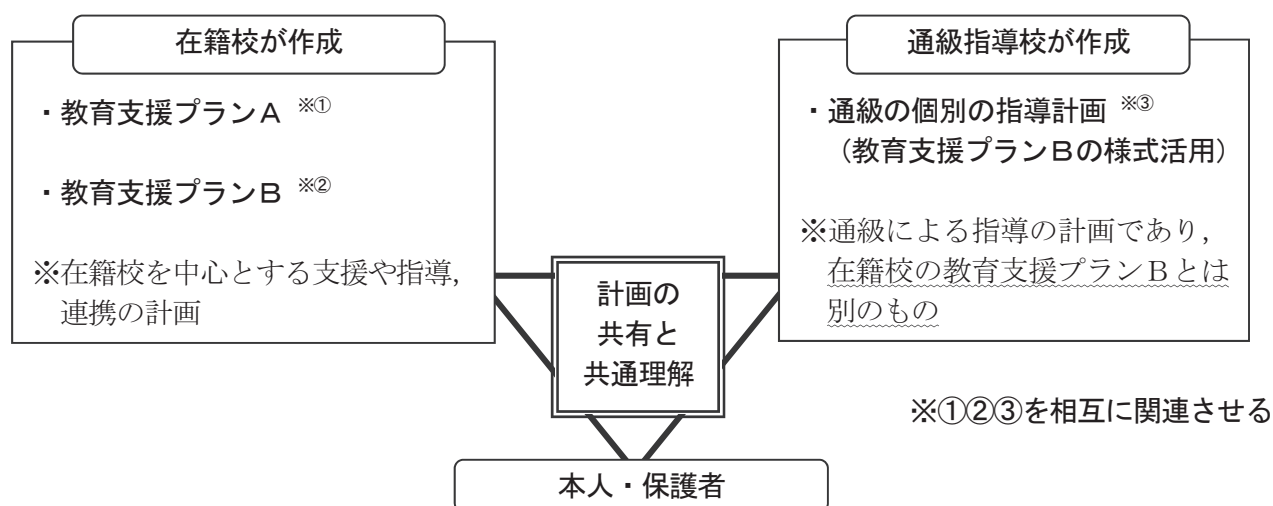 在籍校が作成
・教育支援プランA ※①
・教育支援プランB ※②
※在籍校を中心とする支援や指導，
連携の計画
通級指導校が作成
・通級の個別の指導計画 ※③
（教育支援プランBの様式活用）
※通級による指導の計画であり，
在籍校の教育支援プランBとは
別のもの
計画の
共有と
共通理解
※①②③を相互に関連させる
本人・保護者